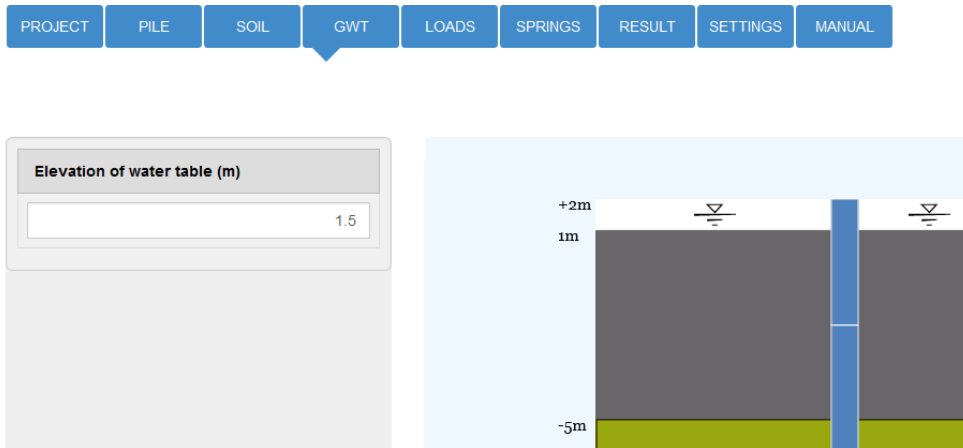 PROJECT PILE SOIL GWT LOADS SPRINGS RESULT SETTINGS MANUAL
Elevation of water table (m)
1.5
+2m
1m
-5m